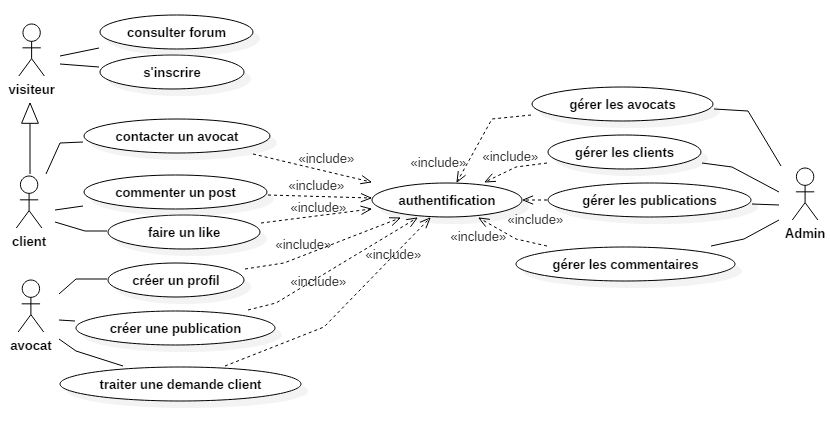 consulter forum
s'inscrire
visiteur
contacter un avocat
«include»
commenter un post
«include»
faire un like
«include»
client
créer un profil
«include»
créer une publication
«include»
avocat
traiter une demande client
«include»
authentification
gérer les avocats
«include»
gérer les clients
«include»
gérer les publications
«include»
gérer les commentaires
«include»
Admin